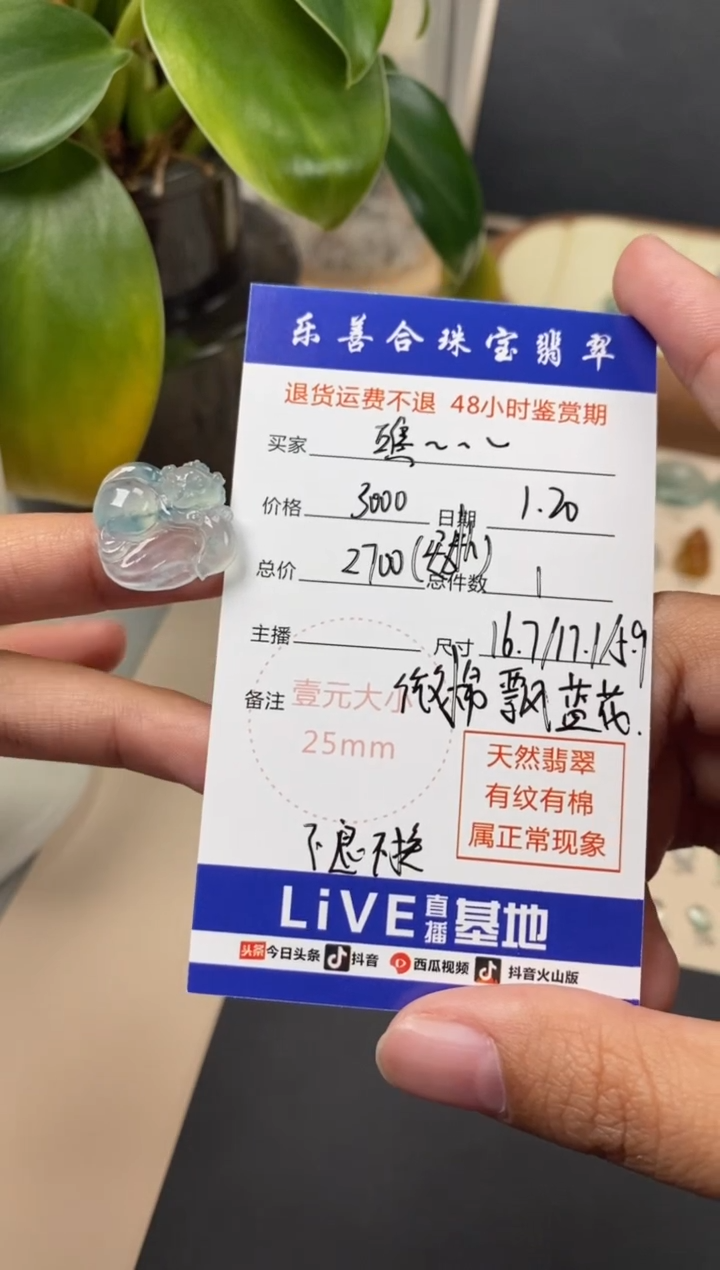 乐善合珠宝翡翠
退货运费不退 48小时鉴赏期
买家
价格 3000 日期 1.20
总价 2700 总件数 1
主播 尺寸 16.7/17.1/5.9
备注 壹元大小 棉飘蓝花.
25mm
天然翡翠
有纹有棉
属正常现象
不退不换
LiVE直播基地
头条 今日头条 抖音 西瓜视频 抖音火山版